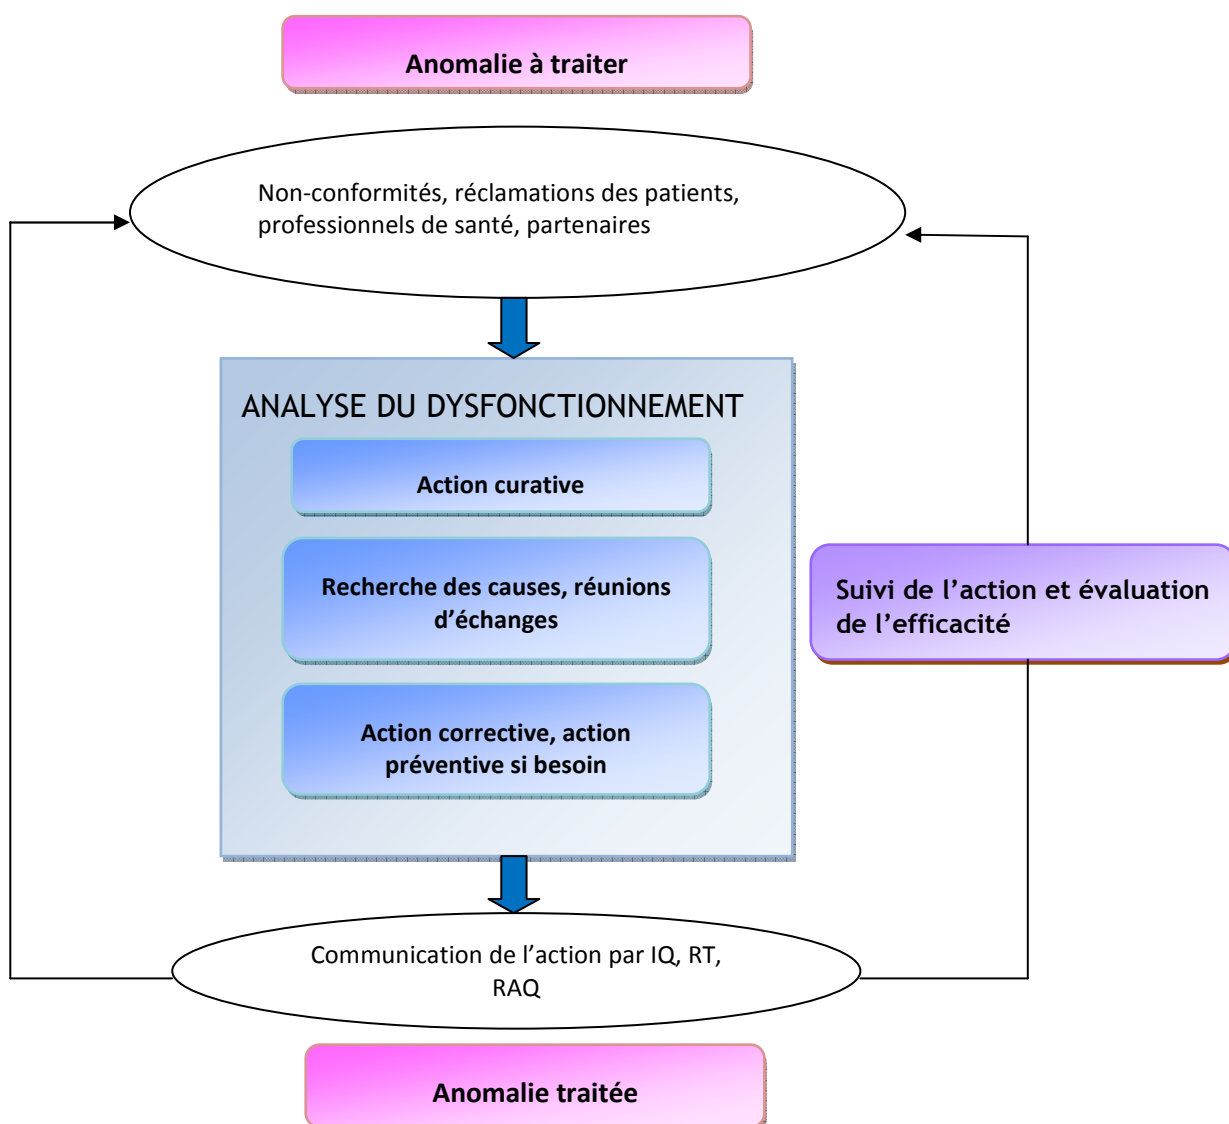 Anomalie à traiter
Non-conformités, réclamations des patients,
professionnels de santé, partenaires
ANALYSE DU DYSFONCTIONNEMENT
Action curative
Recherche des causes, réunions
d’échanges
Suivi de l’action et évaluation
de l’efficacité
Action corrective, action
préventive si besoin
Communication de l’action par IQ, RT,
RAQ
Anomalie traitée